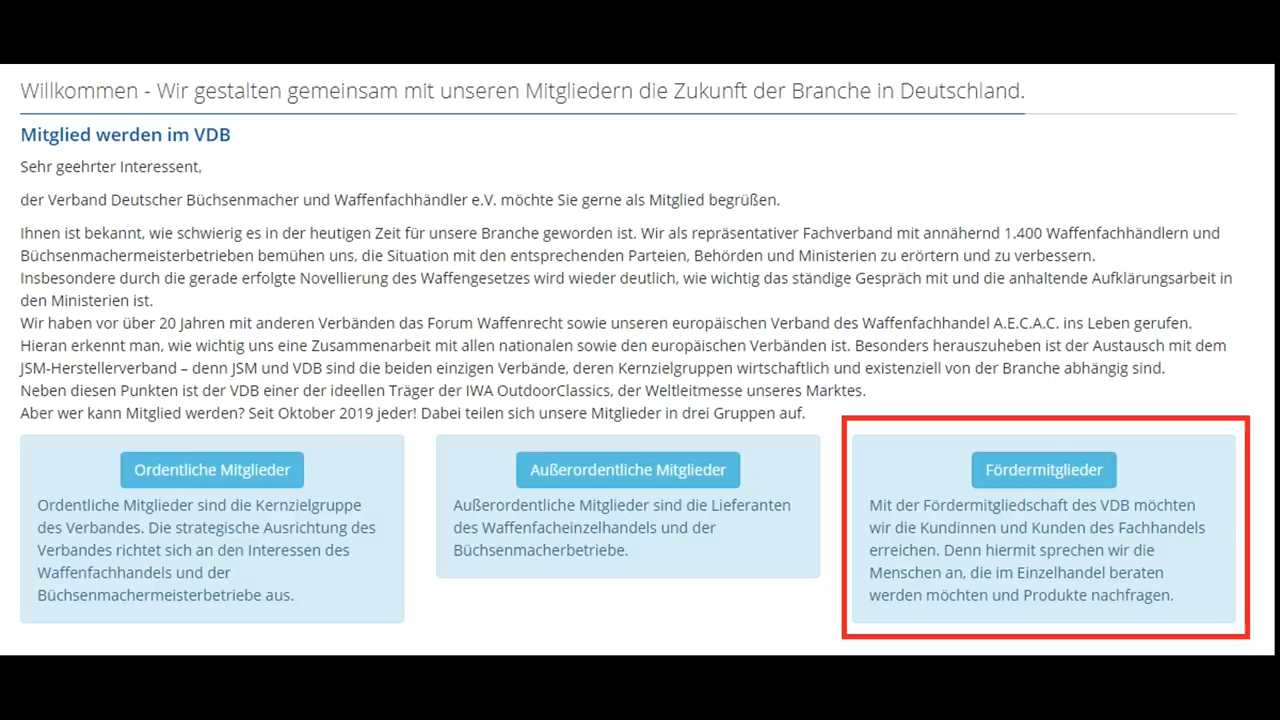 Willkommen - Wir gestalten gemeinsam mit unseren Mitgliedern die Zukunft der Branche in Deutschland.
Mitglied werden im VDB
Sehr geehrter Interessent,
der Verband Deutscher Büchsenmacher und Waffenfachhändler e.V. möchte Sie gerne als Mitglied begrüßen.
Ihnen ist bekannt, wie schwierig es in der heutigen Zeit für unsere Branche geworden ist. Wir als repräsentativer Fachverband mit annähernd 1.400 Waffenfachhändlern und
Büchsenmachermeisterbetrieben bemühen uns, die Situation mit den entsprechenden Parteien, Behörden und Ministerien zu erörtern und zu verbessern.
Insbesondere durch die gerade erfolgte Novellierung des Waffengesetzes wird wieder deutlich, wie wichtig das ständige Gespräch mit und die anhaltende Aufklärungsarbeit in
den Ministerien ist.
Wir haben vor über 20 Jahren mit anderen Verbänden das Forum Waffenrecht sowie unseren europäischen Verband des Waffenfachhandel A.E.C.A.C. ins Leben gerufen.
Hieran erkennt man, wie wichtig uns eine Zusammenarbeit mit allen nationalen sowie den europäischen Verbänden ist. Besonders herauszuheben ist der Austausch mit dem
JSM-Herstellerverband – denn JSM und VDB sind die beiden einzigen Verbände, deren Kernzielgruppen wirtschaftlich und existenziell von der Branche abhängig sind.
Neben diesen Punkten ist der VDB einer der ideellen Träger der IWA OutdoorClassics, der Weltleitmesse unseres Marktes.
Aber wer kann Mitglied werden? Seit Oktober 2019 jeder! Dabei teilen sich unsere Mitglieder in drei Gruppen auf.
Ordentliche Mitglieder
Ordentliche Mitglieder sind die Kernzielgruppe
des Verbandes. Die strategische Ausrichtung des
Verbandes richtet sich an den Interessen des
Waffenfachhandels und der
Büchsenmachermeisterbetriebe aus.
Außerordentliche Mitglieder
Außerordentliche Mitglieder sind die Lieferanten
des Waffenfacheinzelhandels und der
Büchsenmacherbetriebe.
Fördermitglieder
Mit der Fördermitgliedschaft des VDB möchten
wir die Kundinnen und Kunden des Fachhandels
erreichen. Denn hiermit sprechen wir die
Menschen an, die im Einzelhandel beraten
werden möchten und Produkte nachfragen.